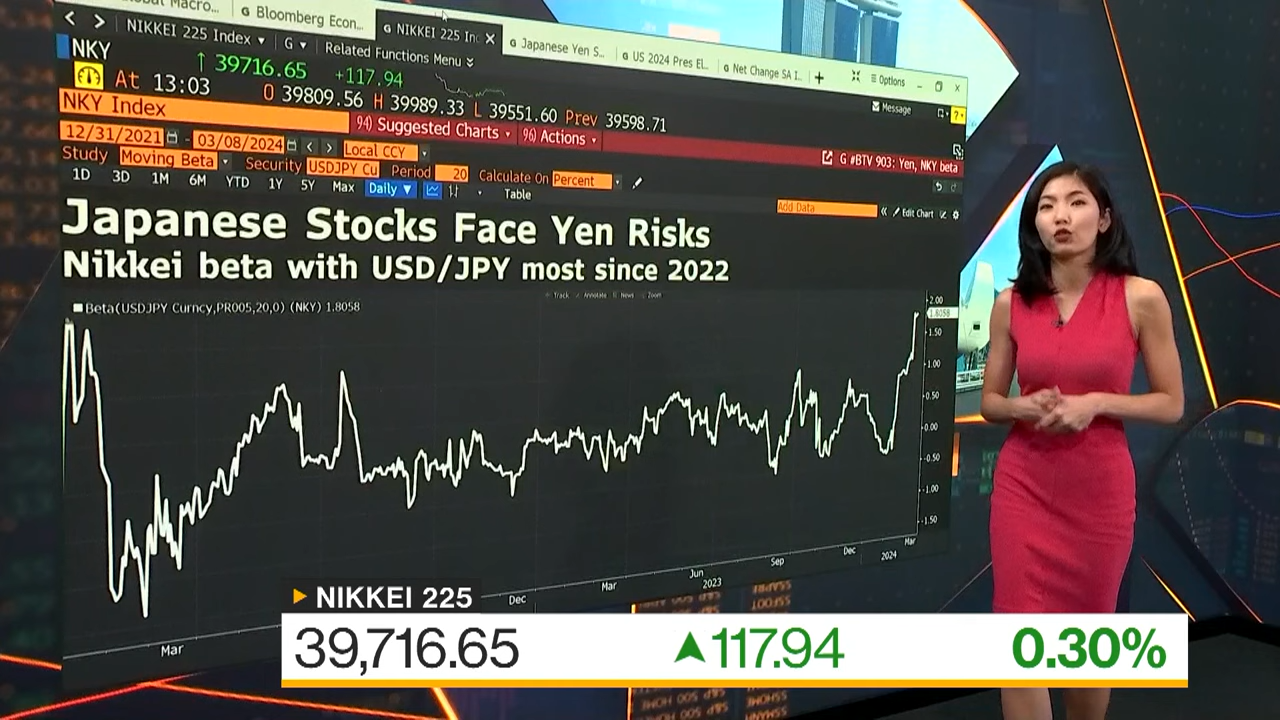 Global Macro...
G Bloomberg Econ...
G NIKKEI 225 In
G Japanese Yen S...
G US 2024 Pres El...
G Net Change SA I...
NIKKEI 225 Index
G
Related Functions Menu
Options
NKY
39716.65 +117.94
Message
At 13:03 O 39809.56 H 39989.33 L 39551.60 Prev 39598.71
NKY Index
94) Suggested Charts
96) Actions
G #BTV 903: Yen, NKY beta
12/31/2021 - 03/08/2024
Local CCY
Study Moving Beta Security USDJPY Cu Period 20 Calculate On Percent
1D 3D 1M 6M YTD 1Y 5Y Max Daily Table
Add Data
Edit Chart
Japanese Stocks Face Yen Risks
Nikkei beta with USD/JPY most since 2022
Track Annotate News Zoom
Beta(USDJPY Curncy,PR005,20,0) (NKY) 1.8058
2.00
1.8058
1.50
1.00
0.50
0.00
-0.50
-1.00
-1.50
Mar
Dec
Mar
Jun
Sep
Dec
Mar
2023
2024
NIKKEI 225
39,716.65 117.94 0.30%